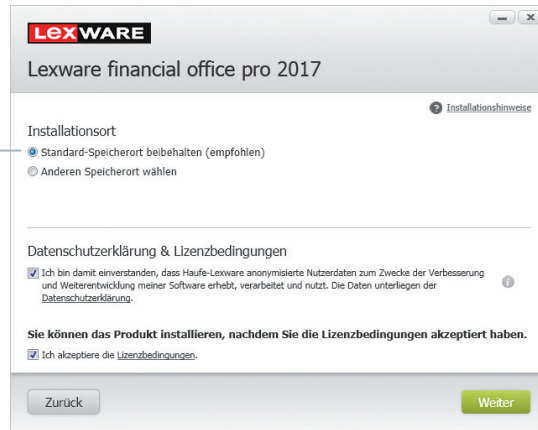 LEXWARE
Lexware financial office pro 2017
Installationshinweise
Installationsort
Standard-Speicherort beibehalten (empfohlen)
Anderen Speicherort wählen
Datenschutzerklärung & Lizenzbedingungen
Ich bin damit einverstanden, dass Haufe-Lexware anonymisierte Nutzerdaten zum Zwecke der Verbesserung
und Weiterentwicklung meiner Software erhebt, verarbeitet und nutzt. Die Daten unterliegen der
Datenschutzerklärung.
Sie können das Produkt installieren, nachdem Sie die Lizenzbedingungen akzeptiert haben.
Ich akzeptiere die Lizenzbedingungen.
Zurück
Weiter